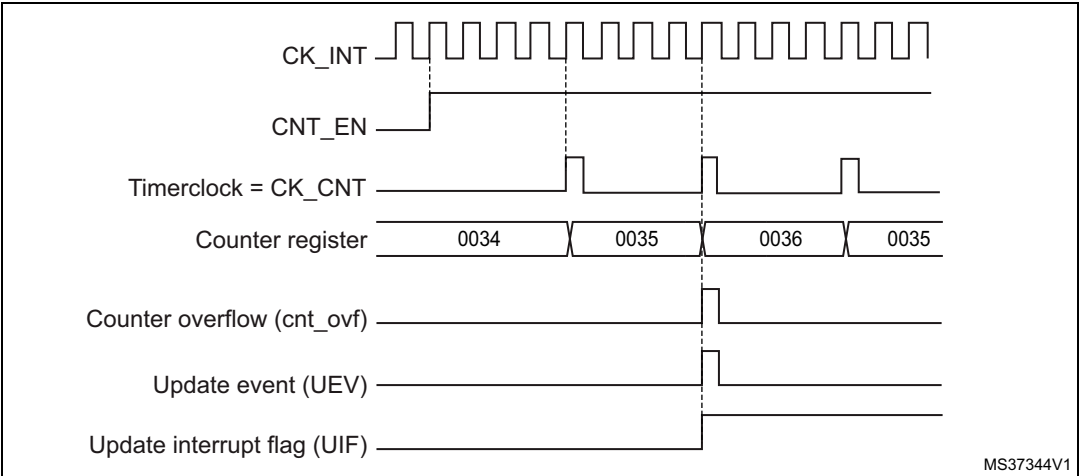 CK_INT
CNT_EN
Timerclock = CK_CNT
Counter register 0034 0035 0036 0035
Counter overflow (cnt_ovf)
Update event (UEV)
Update interrupt flag (UIF)
MS37344V1